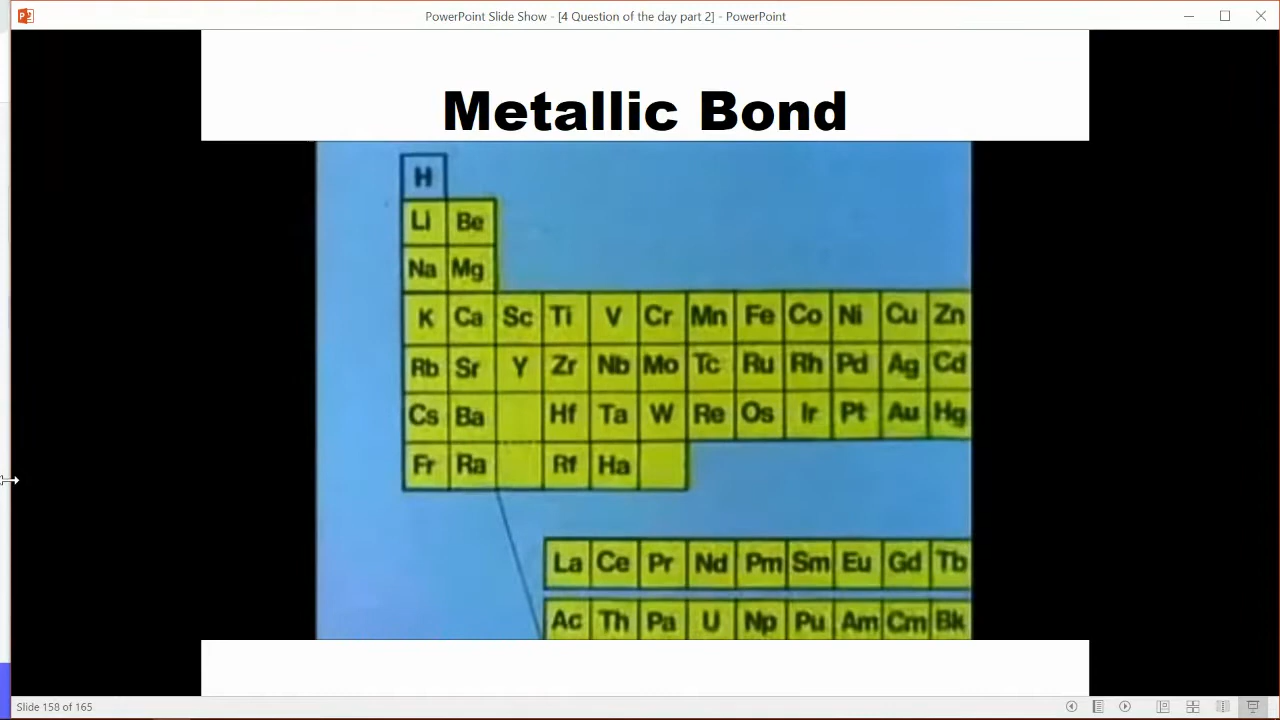 PowerPoint Slide Show - [4 Question of the day part 2] - PowerPoint
Metallic Bond
H
Li Be
Na Mg
K Ca Sc Ti V Cr Mn Fe Co Ni Cu Zn
Rb Sr Y Zr Nb Mo Tc Ru Rh Pd Ag Cd
Cs Ba Hf Ta W Re Os Ir Pt Au Hg
Fr Ra Rf Ha
La Ce Pr Nd Pm Sm Eu Gd Tb
Ac Th Pa U Np Pu Am Cm Bk
Slide 158 of 165